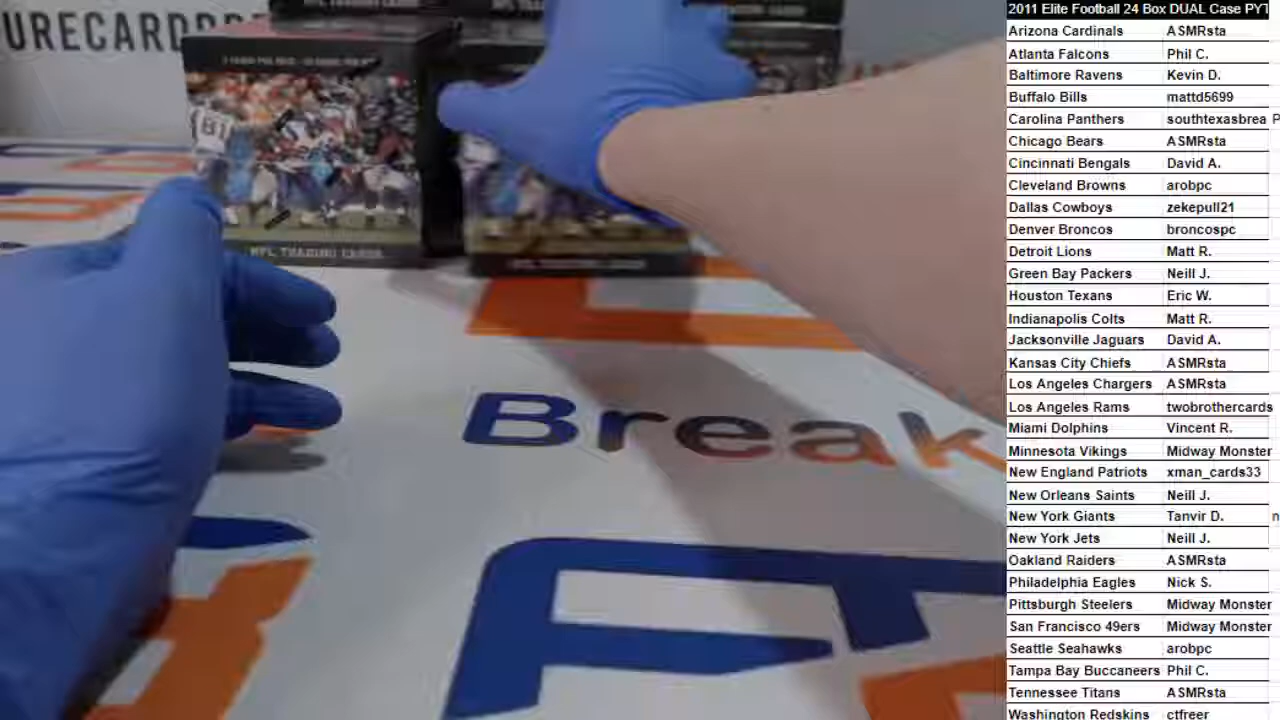 URECARDBR
NFL TRADING CARDS
Break
2011 Elite Football 24 Box DUAL Case PYT
Arizona Cardinals ASMRsta
Atlanta Falcons Phil C.
Baltimore Ravens Kevin D.
Buffalo Bills mattd5699
Carolina Panthers southtexasbrea P
Chicago Bears ASMRsta
Cincinnati Bengals David A.
Cleveland Browns arobpc
Dallas Cowboys zekepull21
Denver Broncos broncospc
Detroit Lions Matt R.
Green Bay Packers Neill J.
Houston Texans Eric W.
Indianapolis Colts Matt R.
Jacksonville Jaguars David A.
Kansas City Chiefs ASMRsta
Los Angeles Chargers ASMRsta
Los Angeles Rams twobrothercards
Miami Dolphins Vincent R.
Minnesota Vikings Midway Monster
New England Patriots xman_cards33
New Orleans Saints Neill J.
New York Giants Tanvir D. n
New York Jets Neill J.
Oakland Raiders ASMRsta
Philadelphia Eagles Nick S.
Pittsburgh Steelers Midway Monster
San Francisco 49ers Midway Monster
Seattle Seahawks arobpc
Tampa Bay Buccaneers Phil C.
Tennessee Titans ASMRsta
Washington Redskins ctfreer